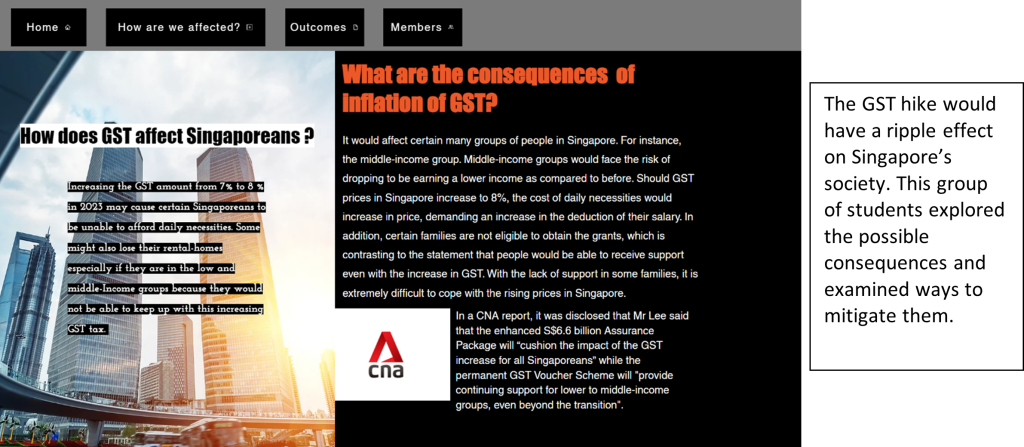 Home
How are we affected?
Outcomes
Members
How does GST affect Singaporeans ?
Increasing the GST amount from 7% to 8 %
in 2023 may cause certain Singaporeans to
be unable to afford daily necessities. Some
might also lose their rental-homes
especially if they are in the low and
middle-Income groups because they would
not be able to keep up with this increasing
GST tax.
What are the consequences of
inflation of GST?
It would affect certain many groups of people in Singapore. For instance,
the middle-income group. Middle-income groups would face the risk of
dropping to be earning a lower income as compared to before. Should GST
prices in Singapore increase to 8%, the cost of daily necessities would
increase in price, demanding an increase in the deduction of their salary. In
addition, certain families are not eligible to obtain the grants, which is
contrasting to the statement that people would be able to receive support
even with the increase in GST. With the lack of support in some families, it is
extremely difficult to cope with the rising prices in Singapore.
cna
In a CNA report, it was disclosed that Mr Lee said
that the enhanced S$6.6 billion Assurance
Package will “cushion the impact of the GST
increase for all Singaporeans” while the
permanent GST Voucher Scheme will "provide
continuing support for lower to middle-income
groups, even beyond the transition".
The GST hike would
have a ripple effect
on Singapore’s
society. This group
of students explored
the possible
consequences and
examined ways to
mitigate them.